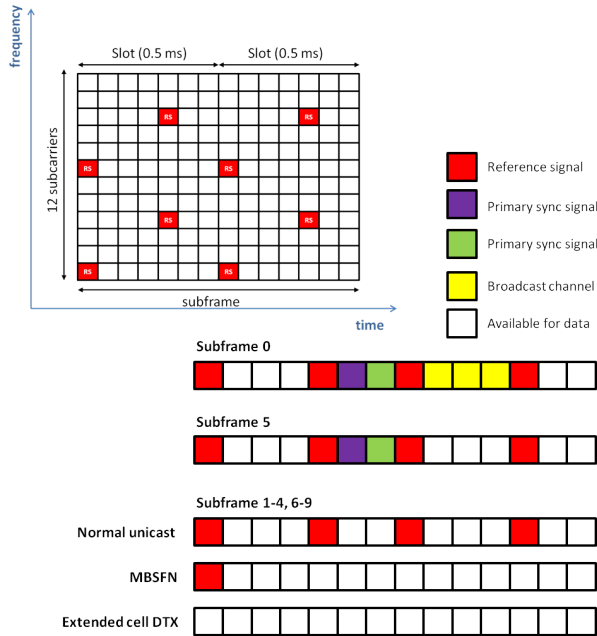 frequency
Slot (0.5 ms)
Slot (0.5 ms)
12 subcarriers
RS
RS
RS
RS
RS
RS
RS
RS
subframe
time
Reference signal
Primary sync signal
Primary sync signal
Broadcast channel
Available for data
Subframe 0
Subframe 5
Subframe 1-4, 6-9
Normal unicast
MBSFN
Extended cell DTX